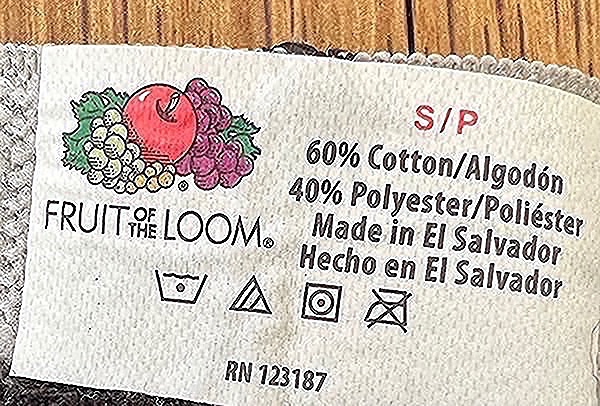 S/P
60% Cotton/Algodón
40% Polyester/Poliéster
Made in El Salvador
Hecho en El Salvador
FRUIT OF THE LOOM®
RN 123187